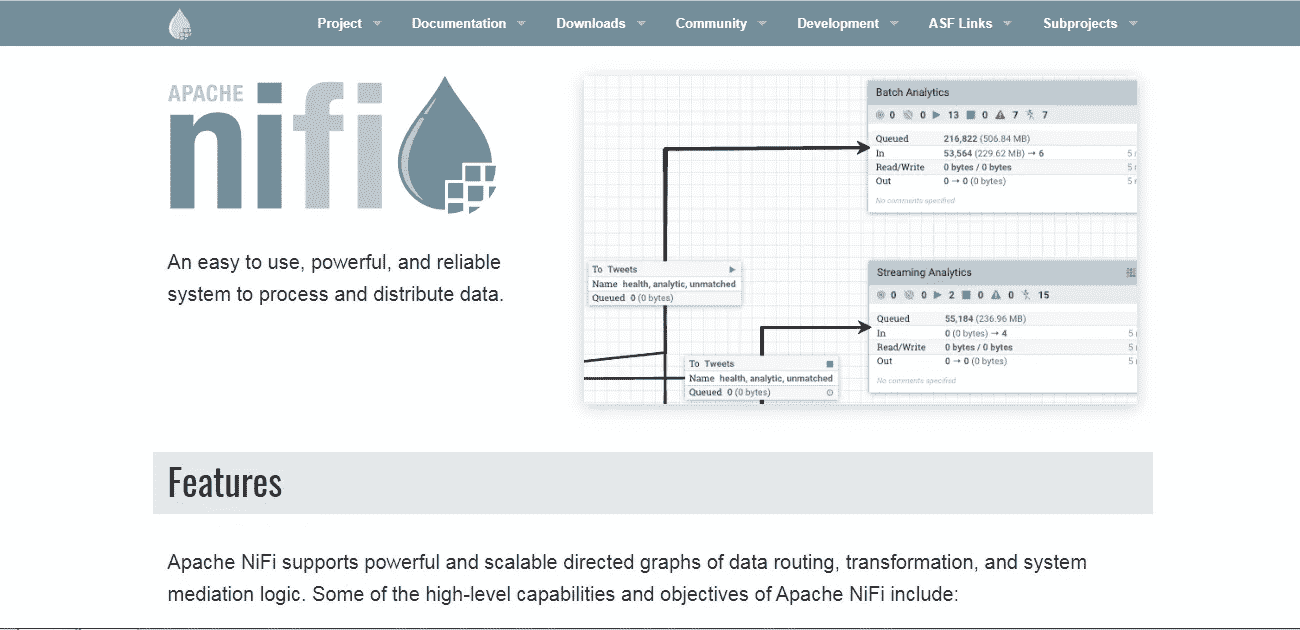 Project Documentation Downloads Community Development ASF Links Subprojects
APACHE
nifi
An easy to use, powerful, and reliable
system to process and distribute data.
Batch Analytics
0 0 13 0 7 7
Queued 216,822 (506.84 MB)
In 53,564 (229.62 MB) → 6 5
Read/Write 0 bytes / 0 bytes 5
Out 0 → 0 (0 bytes) 5
No comments specified
To Tweets
Name health, analytic, unmatched
Queued 0 (0 bytes)
Streaming Analytics
0 0 2 0 0 15
Queued 55,184 (236.96 MB)
In 0 (0 bytes) → 4 5
Read/Write 0 bytes / 0 bytes 5
Out 0 → 0 (0 bytes) 5
No comments specified
To Tweets
Name health, analytic, unmatched
Queued 0 (0 bytes)
Features
Apache NiFi supports powerful and scalable directed graphs of data routing, transformation, and system
mediation logic. Some of the high-level capabilities and objectives of Apache NiFi include: